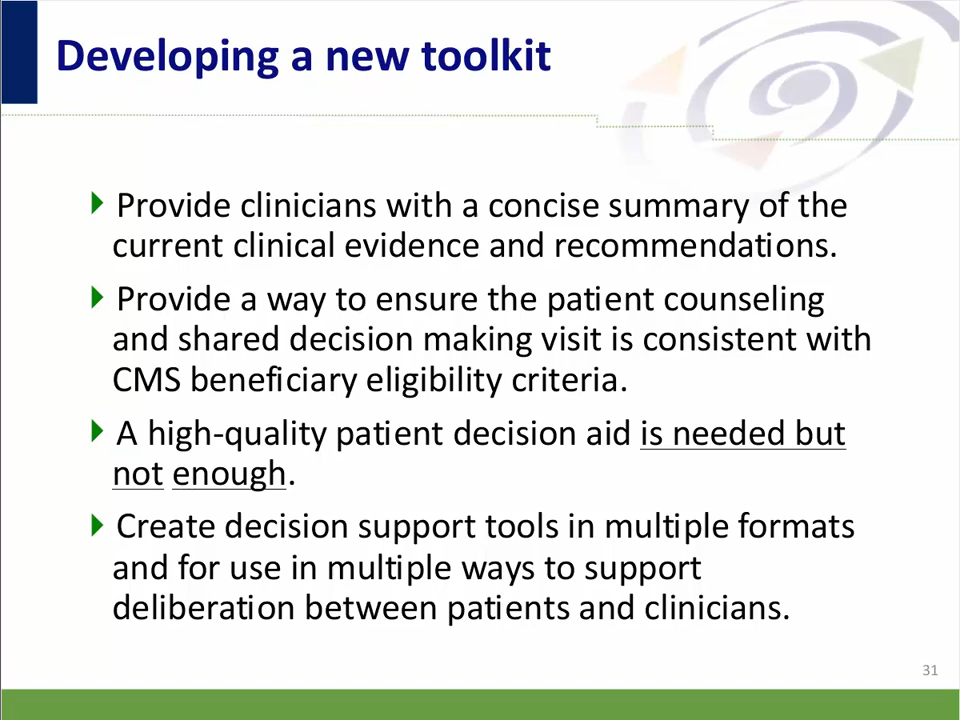 Developing a new toolkit
Provide clinicians with a concise summary of the
current clinical evidence and recommendations.
Provide a way to ensure the patient counseling
and shared decision making visit is consistent with
CMS beneficiary eligibility criteria.
A high-quality patient decision aid is needed but
not enough.
Create decision support tools in multiple formats
and for use in multiple ways to support
deliberation between patients and clinicians.
31